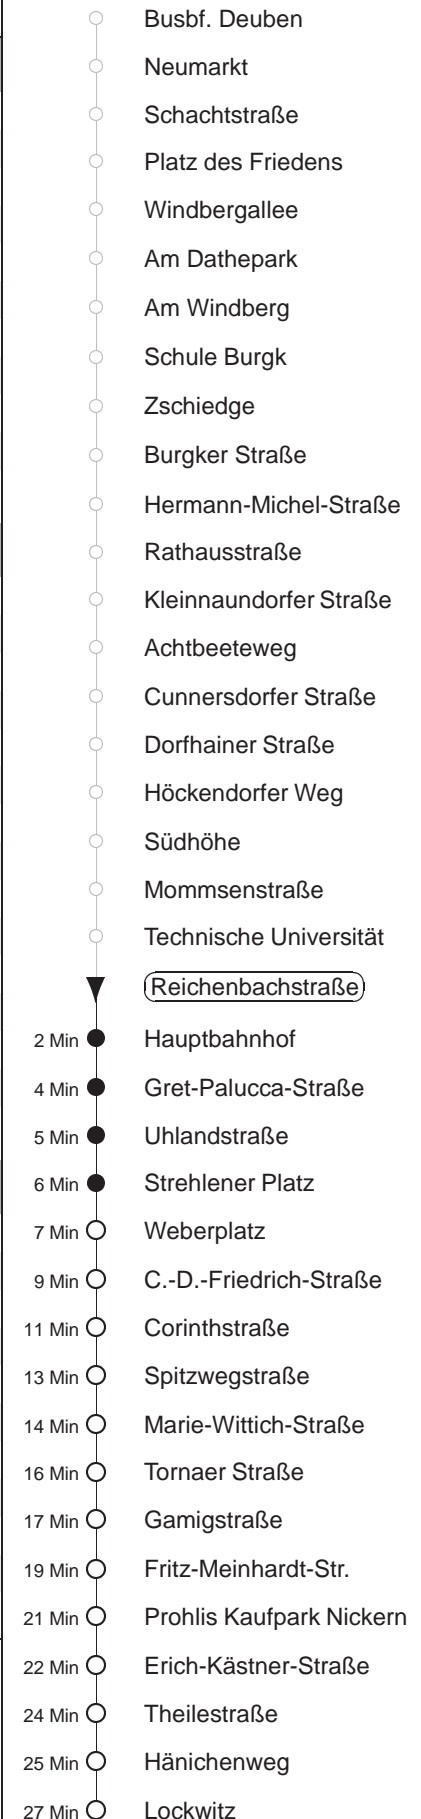 Busbf. Deuben
Neumarkt
Schachtstraße
Platz des Friedens
Windbergallee
Am Dathepark
Am Windberg
Schule Burgk
Zschiedge
Burgker Straße
Hermann-Michel-Straße
Rathausstraße
Kleinnaundorfer Straße
Achtbeeteweg
Cunnersdorfer Straße
Dorfhainer Straße
Höckendorfer Weg
Südhöhe
Mommsenstraße
Technische Universität
Reichenbachstraße
2 Min Hauptbahnhof
4 Min Gret-Palucca-Straße
5 Min Uhlandstraße
6 Min Strehlener Platz
7 Min Weberplatz
9 Min C.-D.-Friedrich-Straße
11 Min Corinthstraße
13 Min Spitzwegstraße
14 Min Marie-Wittich-Straße
16 Min Tornaer Straße
17 Min Gamigstraße
19 Min Fritz-Meinhardt-Str.
21 Min Prohlis Kaufpark Nickern
22 Min Erich-Kästner-Straße
24 Min Theilestraße
25 Min Hänichenweg
27 Min Lockwitz